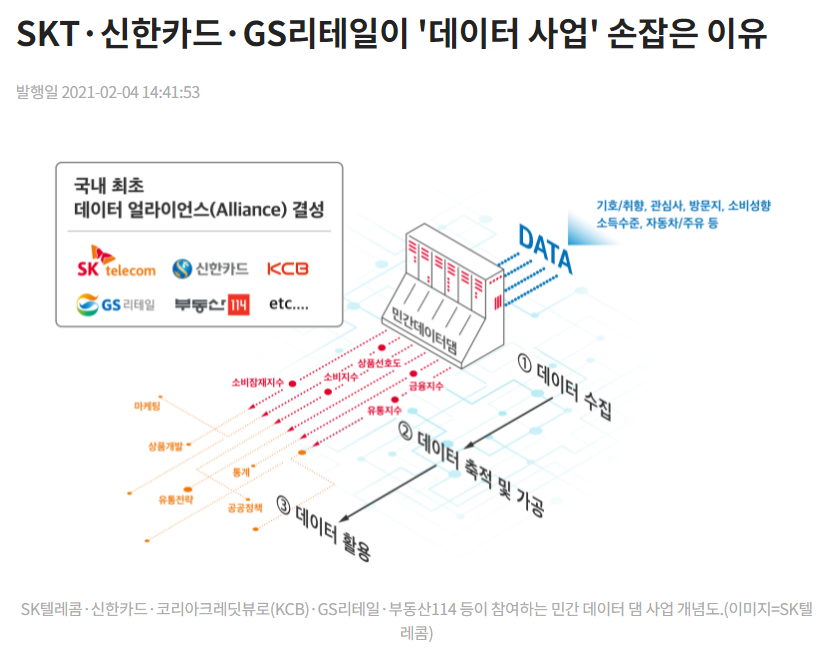 SKT·신한카드·GS리테일이 '데이터 사업' 손잡은 이유
발행일 2021-02-04 14:41:53
국내 최초
데이터 얼라이언스(Alliance) 결성
SK telecom
신한카드
KCB
GS리테일
부동산114
etc....
DATA
기호/취향, 관심사, 방문지, 소비성향
소득수준, 자동차/주유 등
민간데이터댐
① 데이터 수집
상품선호도
소비지수
소비잠재지수
금융지수
유통지수
② 데이터 축적 및 가공
마케팅
상품개발
통계
유통전략
공공정책
③ 데이터 활용
SK텔레콤·신한카드·코리아크레딧뷰로(KCB)·GS리테일·부동산114 등이 참여하는 민간 데이터 댐 사업 개념도.(이미지=SK텔
레콤)